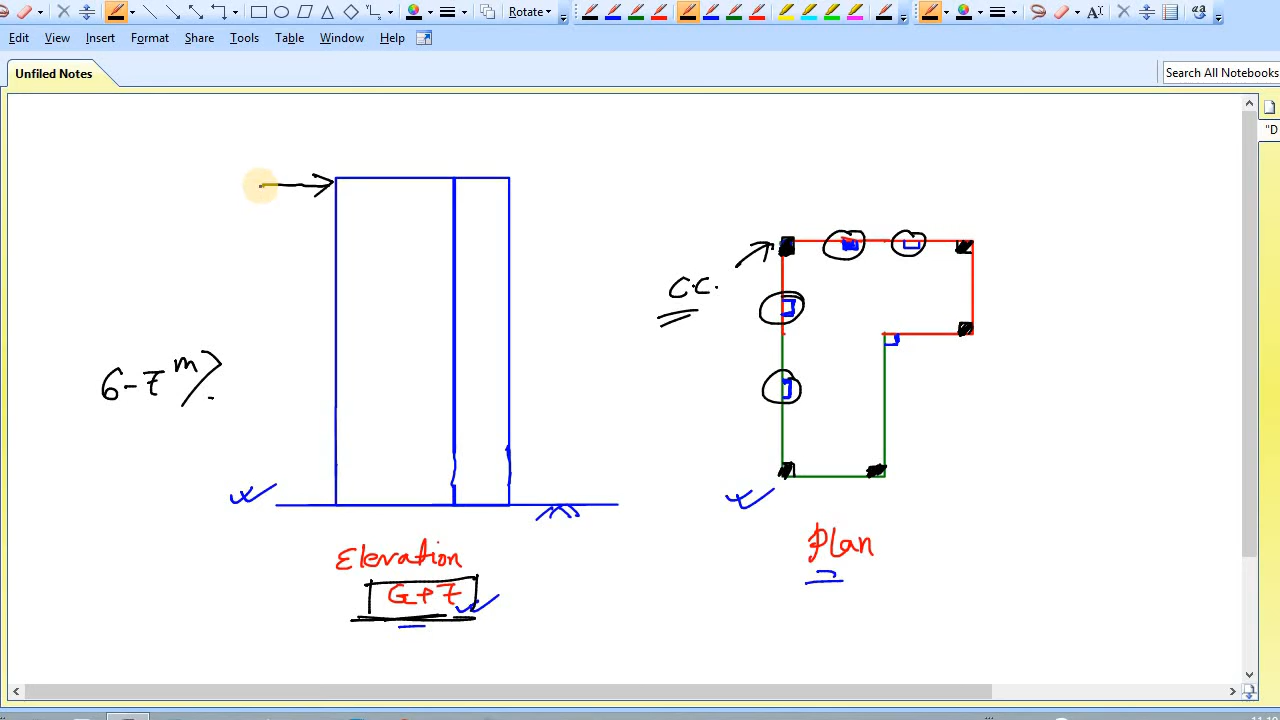 Rotate
Edit View Insert Format Share Tools Table Window Help
Unfiled Notes
Search All Notebooks
"D
C.C.
6-7 m
Elevation
G+7
Plan